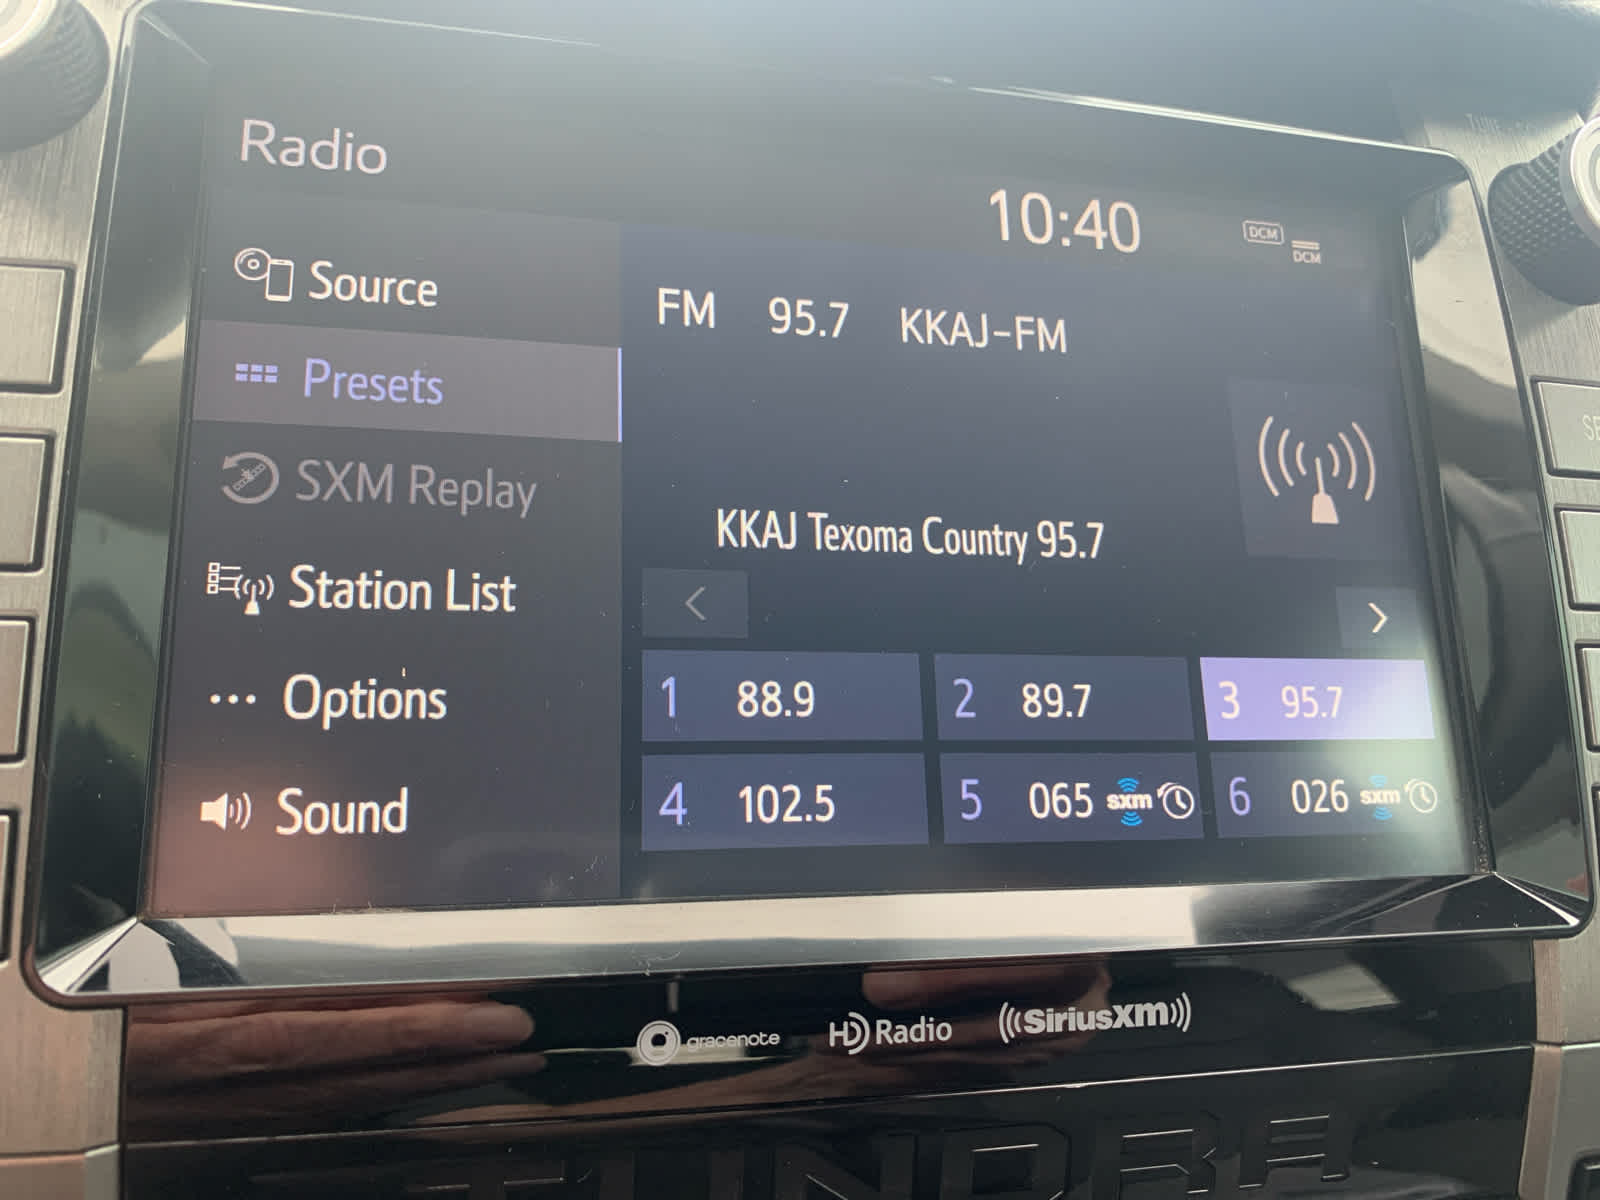 Radio
10:40
DCM
DCM
Source
Presets
SXM Replay
Station List
Options
Sound
FM 95.7 KKAJ-FM
KKAJ Texoma Country 95.7
<
>
1 88.9
2 89.7
3 95.7
4 102.5
5 065 sxm
6 026 sxm
gracenote
HD Radio
((SiriusXM))
TUNDRA